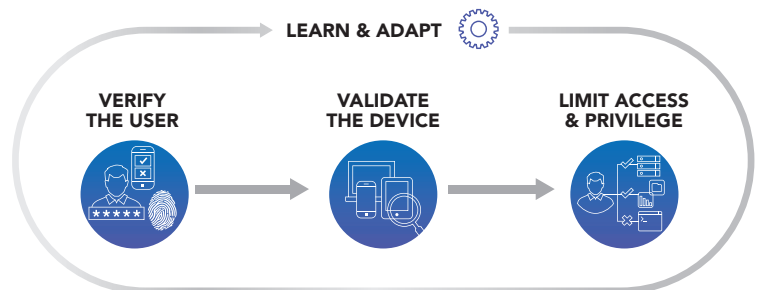 LEARN & ADAPT
VERIFY
THE USER
VALIDATE
THE DEVICE
LIMIT ACCESS
& PRIVILEGE
*****